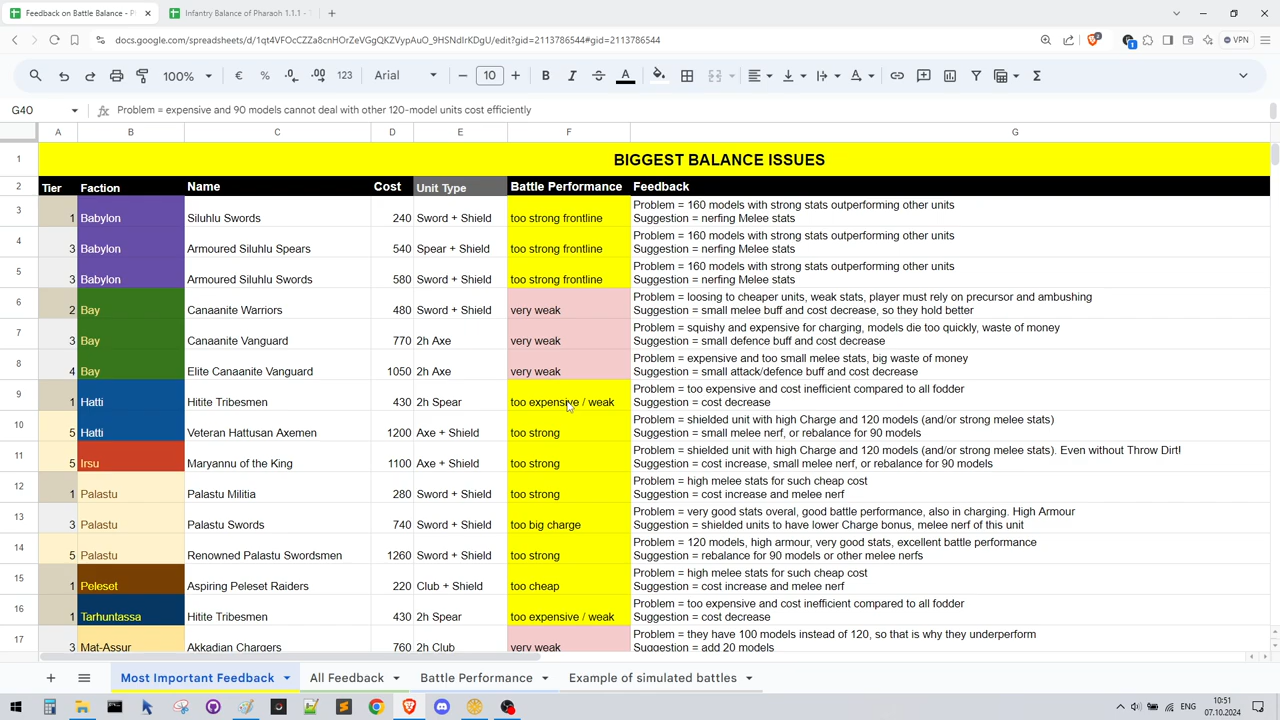 Feedback on Battle Balance -
Infantry Balance of Pharaoh 1.1.1 -
docs.google.com/spreadsheets/d/1qt4VFOcCZZa8cnHOrZeVGgQKZVypAuO_9HSNdIrKDgU/edit?gid=2113786544#gid=2113786544
VPN
100% € % .0 .00 123 Arial 10 B I A Σ
G40 fx Problem = expensive and 90 models cannot deal with other 120-model units cost efficiently
A B C D E F G
1 BIGGEST BALANCE ISSUES
2 Tier Faction Name Cost Unit Type Battle Performance Feedback
Problem = 160 models with strong stats outperforming other units
3 1 Babylon Siluhlu Swords 240 Sword + Shield too strong frontline Suggestion = nerfing Melee stats
Problem = 160 models with strong stats outperforming other units
4 3 Babylon Armoured Siluhlu Spears 540 Spear + Shield too strong frontline Suggestion = nerfing Melee stats
Problem = 160 models with strong stats outperforming other units
5 3 Babylon Armoured Siluhlu Swords 580 Sword + Shield too strong frontline Suggestion = nerfing Melee stats
Problem = loosing to cheaper units, weak stats, player must rely on precursor and ambushing
6 2 Bay Canaanite Warriors 480 Sword + Shield very weak Suggestion = small melee buff and cost decrease, so they hold better
Problem = squishy and expensive for charging, models die too quickly, waste of money
7 3 Bay Canaanite Vanguard 770 2h Axe very weak Suggestion = small defence buff and cost decrease
Problem = expensive and too small melee stats, big waste of money
8 4 Bay Elite Canaanite Vanguard 1050 2h Axe very weak Suggestion = small attack/defence buff and cost decrease
Problem = too expensive and cost inefficient compared to all fodder
9 1 Hatti Hitite Tribesmen 430 2h Spear too expensive / weak Suggestion = cost decrease
Problem = shielded unit with high Charge and 120 models (and/or strong melee stats)
10 5 Hatti Veteran Hattusan Axemen 1200 Axe + Shield too strong Suggestion = small melee nerf, or rebalance for 90 models
Problem = shielded unit with high Charge and 120 models (and/or strong melee stats). Even without Throw Dirt!
11 5 Irsu Maryannu of the King 1100 Axe + Shield too strong Suggestion = cost increase, small melee nerf, or rebalance for 90 models
Problem = high melee stats for such cheap cost
12 1 Palastu Palastu Militia 280 Sword + Shield too strong Suggestion = cost increase and melee nerf
Problem = very good stats overal, good battle performance, also in charging. High Armour
13 3 Palastu Palastu Swords 740 Sword + Shield too big charge Suggestion = shielded units to have lower Charge bonus, melee nerf of this unit
Problem = 120 models, high armour, very good stats, excellent battle performance
14 5 Palastu Renowned Palastu Swordsmen 1260 Sword + Shield too strong Suggestion = rebalance for 90 models or other melee nerfs
Problem = high melee stats for such cheap cost
15 1 Peleset Aspiring Peleset Raiders 220 Club + Shield too cheap Suggestion = cost increase and melee nerf
Problem = too expensive and cost inefficient compared to all fodder
16 1 Tarhuntassa Hitite Tribesmen 430 2h Spear too expensive / weak Suggestion = cost decrease
Problem = they have 100 models instead of 120, so that is why they underperform
17 3 Mat-Assur Akkadian Chargers 760 2h Club very weak Suggestion = add 20 models
Most Important Feedback All Feedback Battle Performance Example of simulated battles
ENG 10:51
07.10.2024